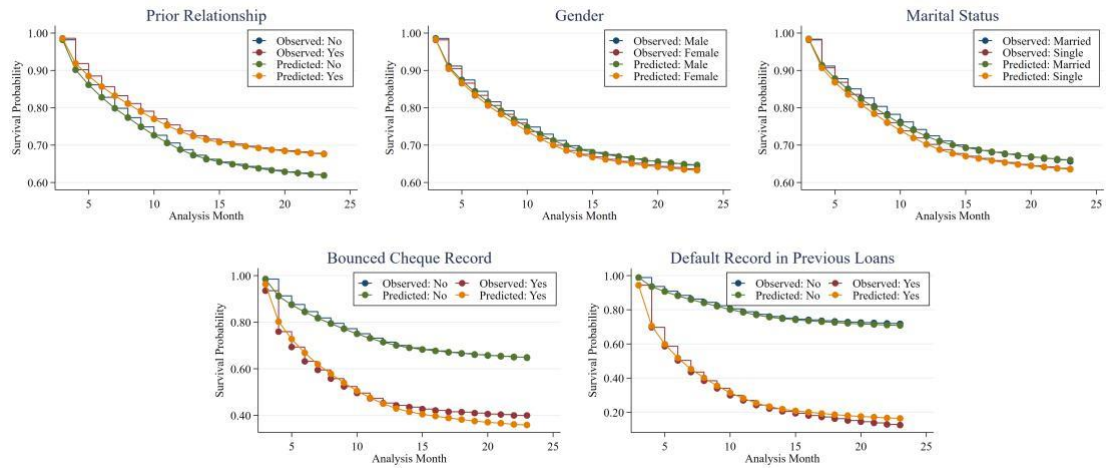 Prior Relationship
Survival Probability
1.00
0.90
0.80
0.70
0.60
Observed: No
Observed: Yes
Predicted: No
Predicted: Yes
5 10 15 20 25
Analysis Month
Gender
Survival Probability
1.00
0.90
0.80
0.70
0.60
Observed: Male
Observed: Female
Predicted: Male
Predicted: Female
5 10 15 20 25
Analysis Month
Marital Status
Survival Probability
1.00
0.90
0.80
0.70
0.60
Observed: Married
Observed: Single
Predicted: Married
Predicted: Single
5 10 15 20 25
Analysis Month
Bounced Cheque Record
Survival Probability
1.00
0.80
0.60
0.40
Observed: No Observed: Yes
Predicted: No Predicted: Yes
5 10 15 20 25
Analysis Month
Default Record in Previous Loans
Survival Probability
1.00
0.80
0.60
0.40
0.20
Observed: No Observed: Yes
Predicted: No Predicted: Yes
5 10 15 20 25
Analysis Month